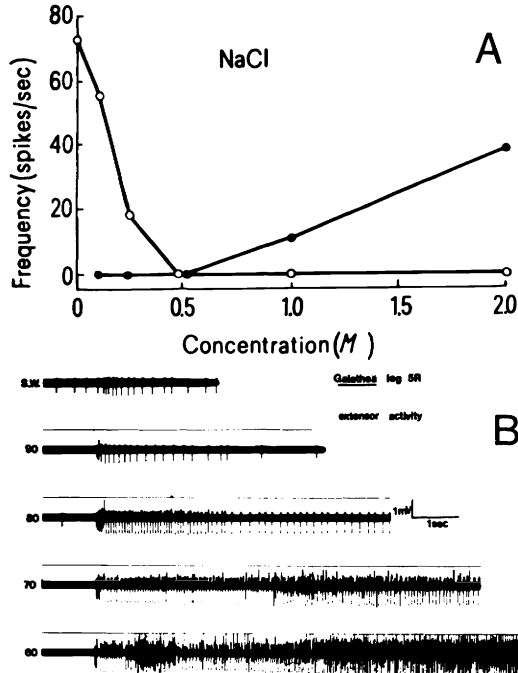 A
NaCl
Frequency (spikes/sec)
80
60
40
20
0
0.0
0.5
1.0
1.5
2.0
Concentration (M)
B
S.W.
Galathea leg 5R
extensor activity
90
80
1mV
1sec
70
60